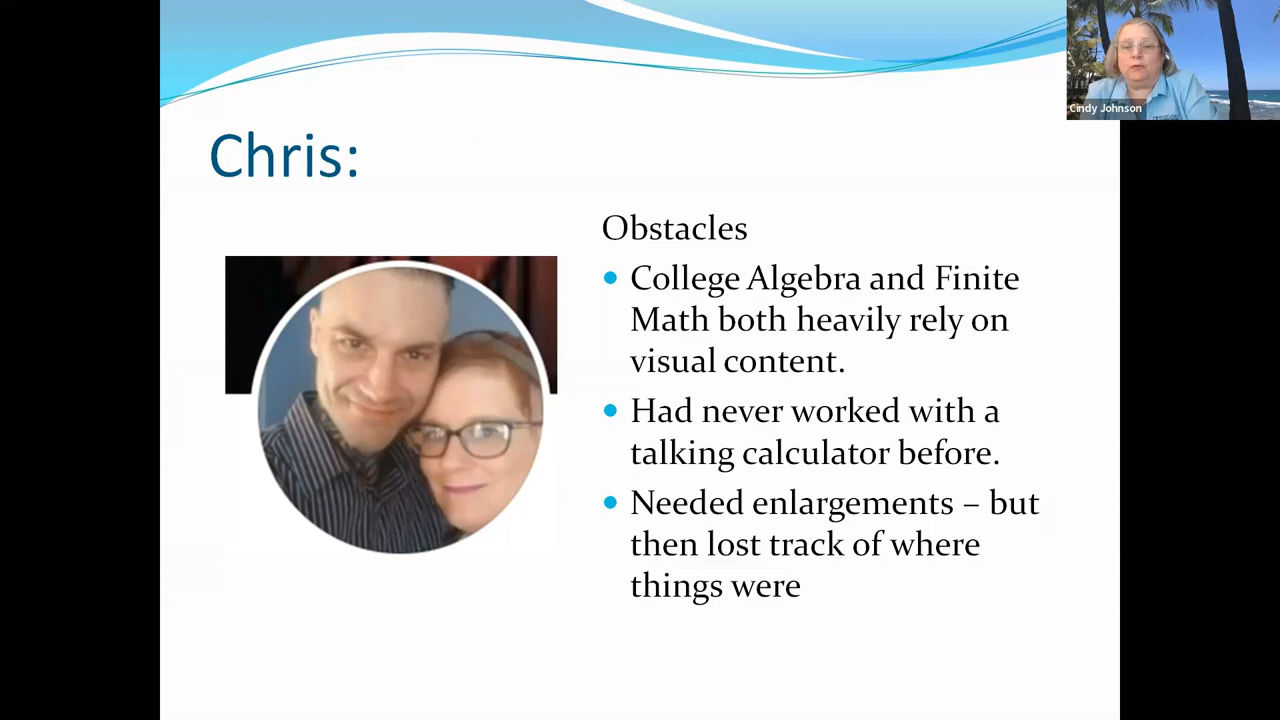 Cindy Johnson
Chris:
Obstacles
• College Algebra and Finite
Math both heavily rely on
visual content.
• Had never worked with a
talking calculator before.
• Needed enlargements – but
then lost track of where
things were